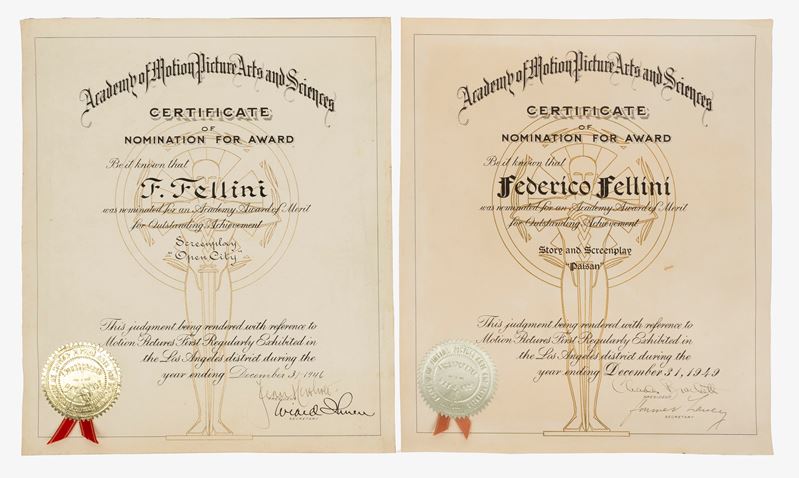 Academy of Motion Picture Arts and Sciences
CERTIFICATE
OF
NOMINATION FOR AWARD
Be it known that
F. Fellini
was nominated for an Academy Award of Merit
for Outstanding Achievement
Screenplay
"Open City"
This judgment being rendered with reference to
Motion Pictures First Regularly Exhibited in
the Los Angeles district during the
year ending December 31, 1946
SECRETARY
Academy of Motion Picture Arts and Sciences
CERTIFICATE
OF
NOMINATION FOR AWARD
Be it known that
Federico Fellini
was nominated for an Academy Award of Merit
for Outstanding Achievement
Story and Screenplay
"Paisan"
This judgment being rendered with reference to
Motion Pictures First Regularly Exhibited in
the Los Angeles district during the
year ending December 31, 1949
Charles Brackett
PRESIDENT
SECRETARY